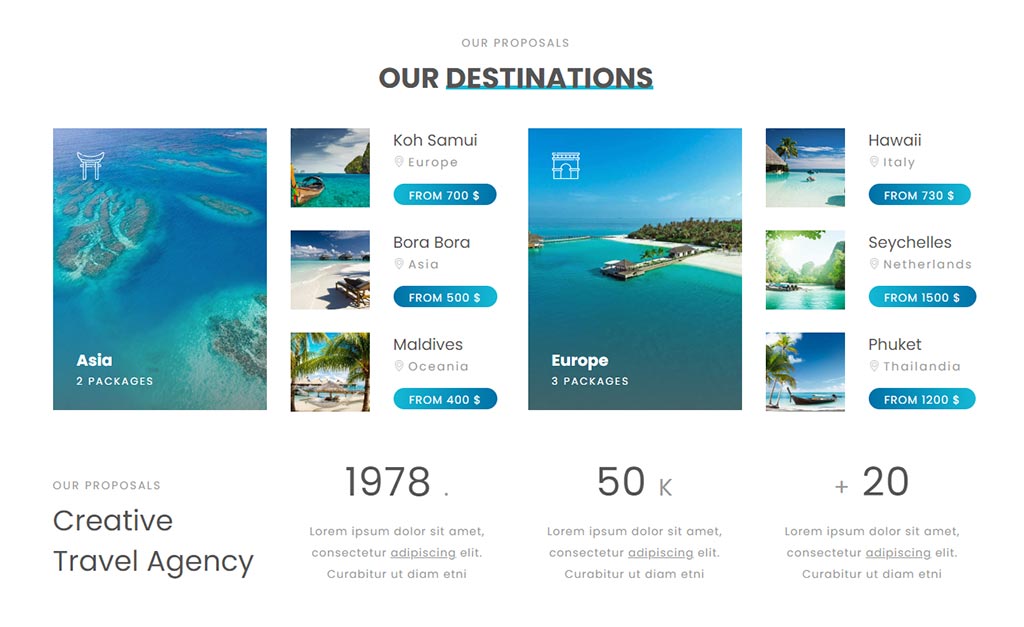 OUR PROPOSALS
OUR DESTINATIONS
Asia
2 PACKAGES
Koh Samui
Europe
FROM 700 $
Bora Bora
Asia
FROM 500 $
Maldives
Oceania
FROM 400 $
Europe
3 PACKAGES
Hawaii
Italy
FROM 730 $
Seychelles
Netherlands
FROM 1500 $
Phuket
Thailandia
FROM 1200 $
OUR PROPOSALS
Creative
Travel Agency
1978 .
Lorem ipsum dolor sit amet,
consectetur adipiscing elit.
Curabitur ut diam etni
50 K
Lorem ipsum dolor sit amet,
consectetur adipiscing elit.
Curabitur ut diam etni
+ 20
Lorem ipsum dolor sit amet,
consectetur adipiscing elit.
Curabitur ut diam etni